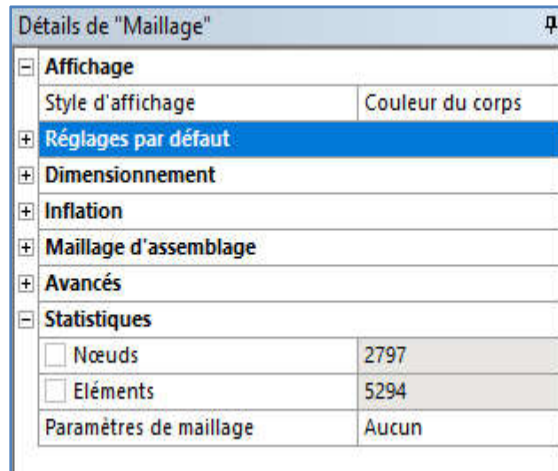 Détails de "Maillage"
Affichage
Style d'affichage Couleur du corps
Réglages par défaut
Dimensionnement
Inflation
Maillage d'assemblage
Avancés
Statistiques
Nœuds 2797
Eléments 5294
Paramètres de maillage Aucun